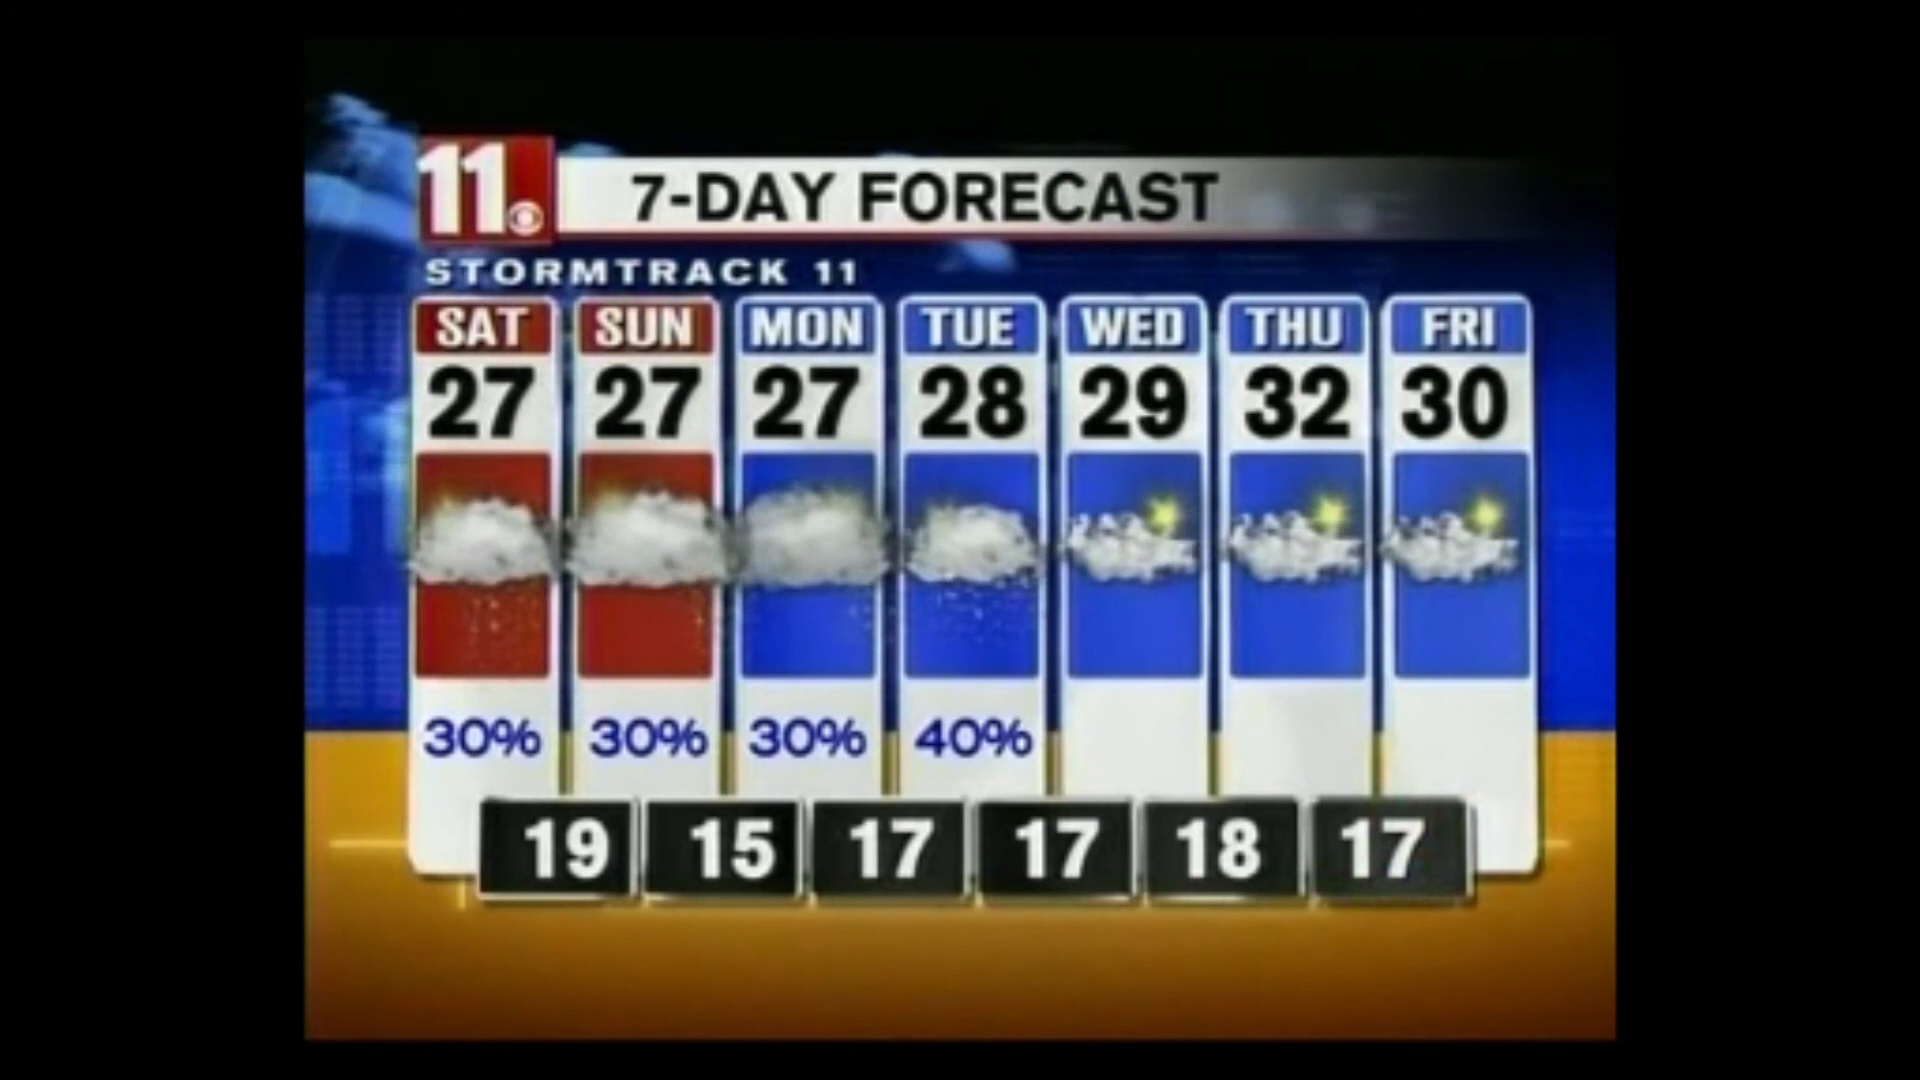 11
7-DAY FORECAST
STORMTRACK 11
SAT SUN MON TUE WED THU FRI
27 27 27 28 29 32 30
30% 30% 30% 40%
19 15 17 17 18 17